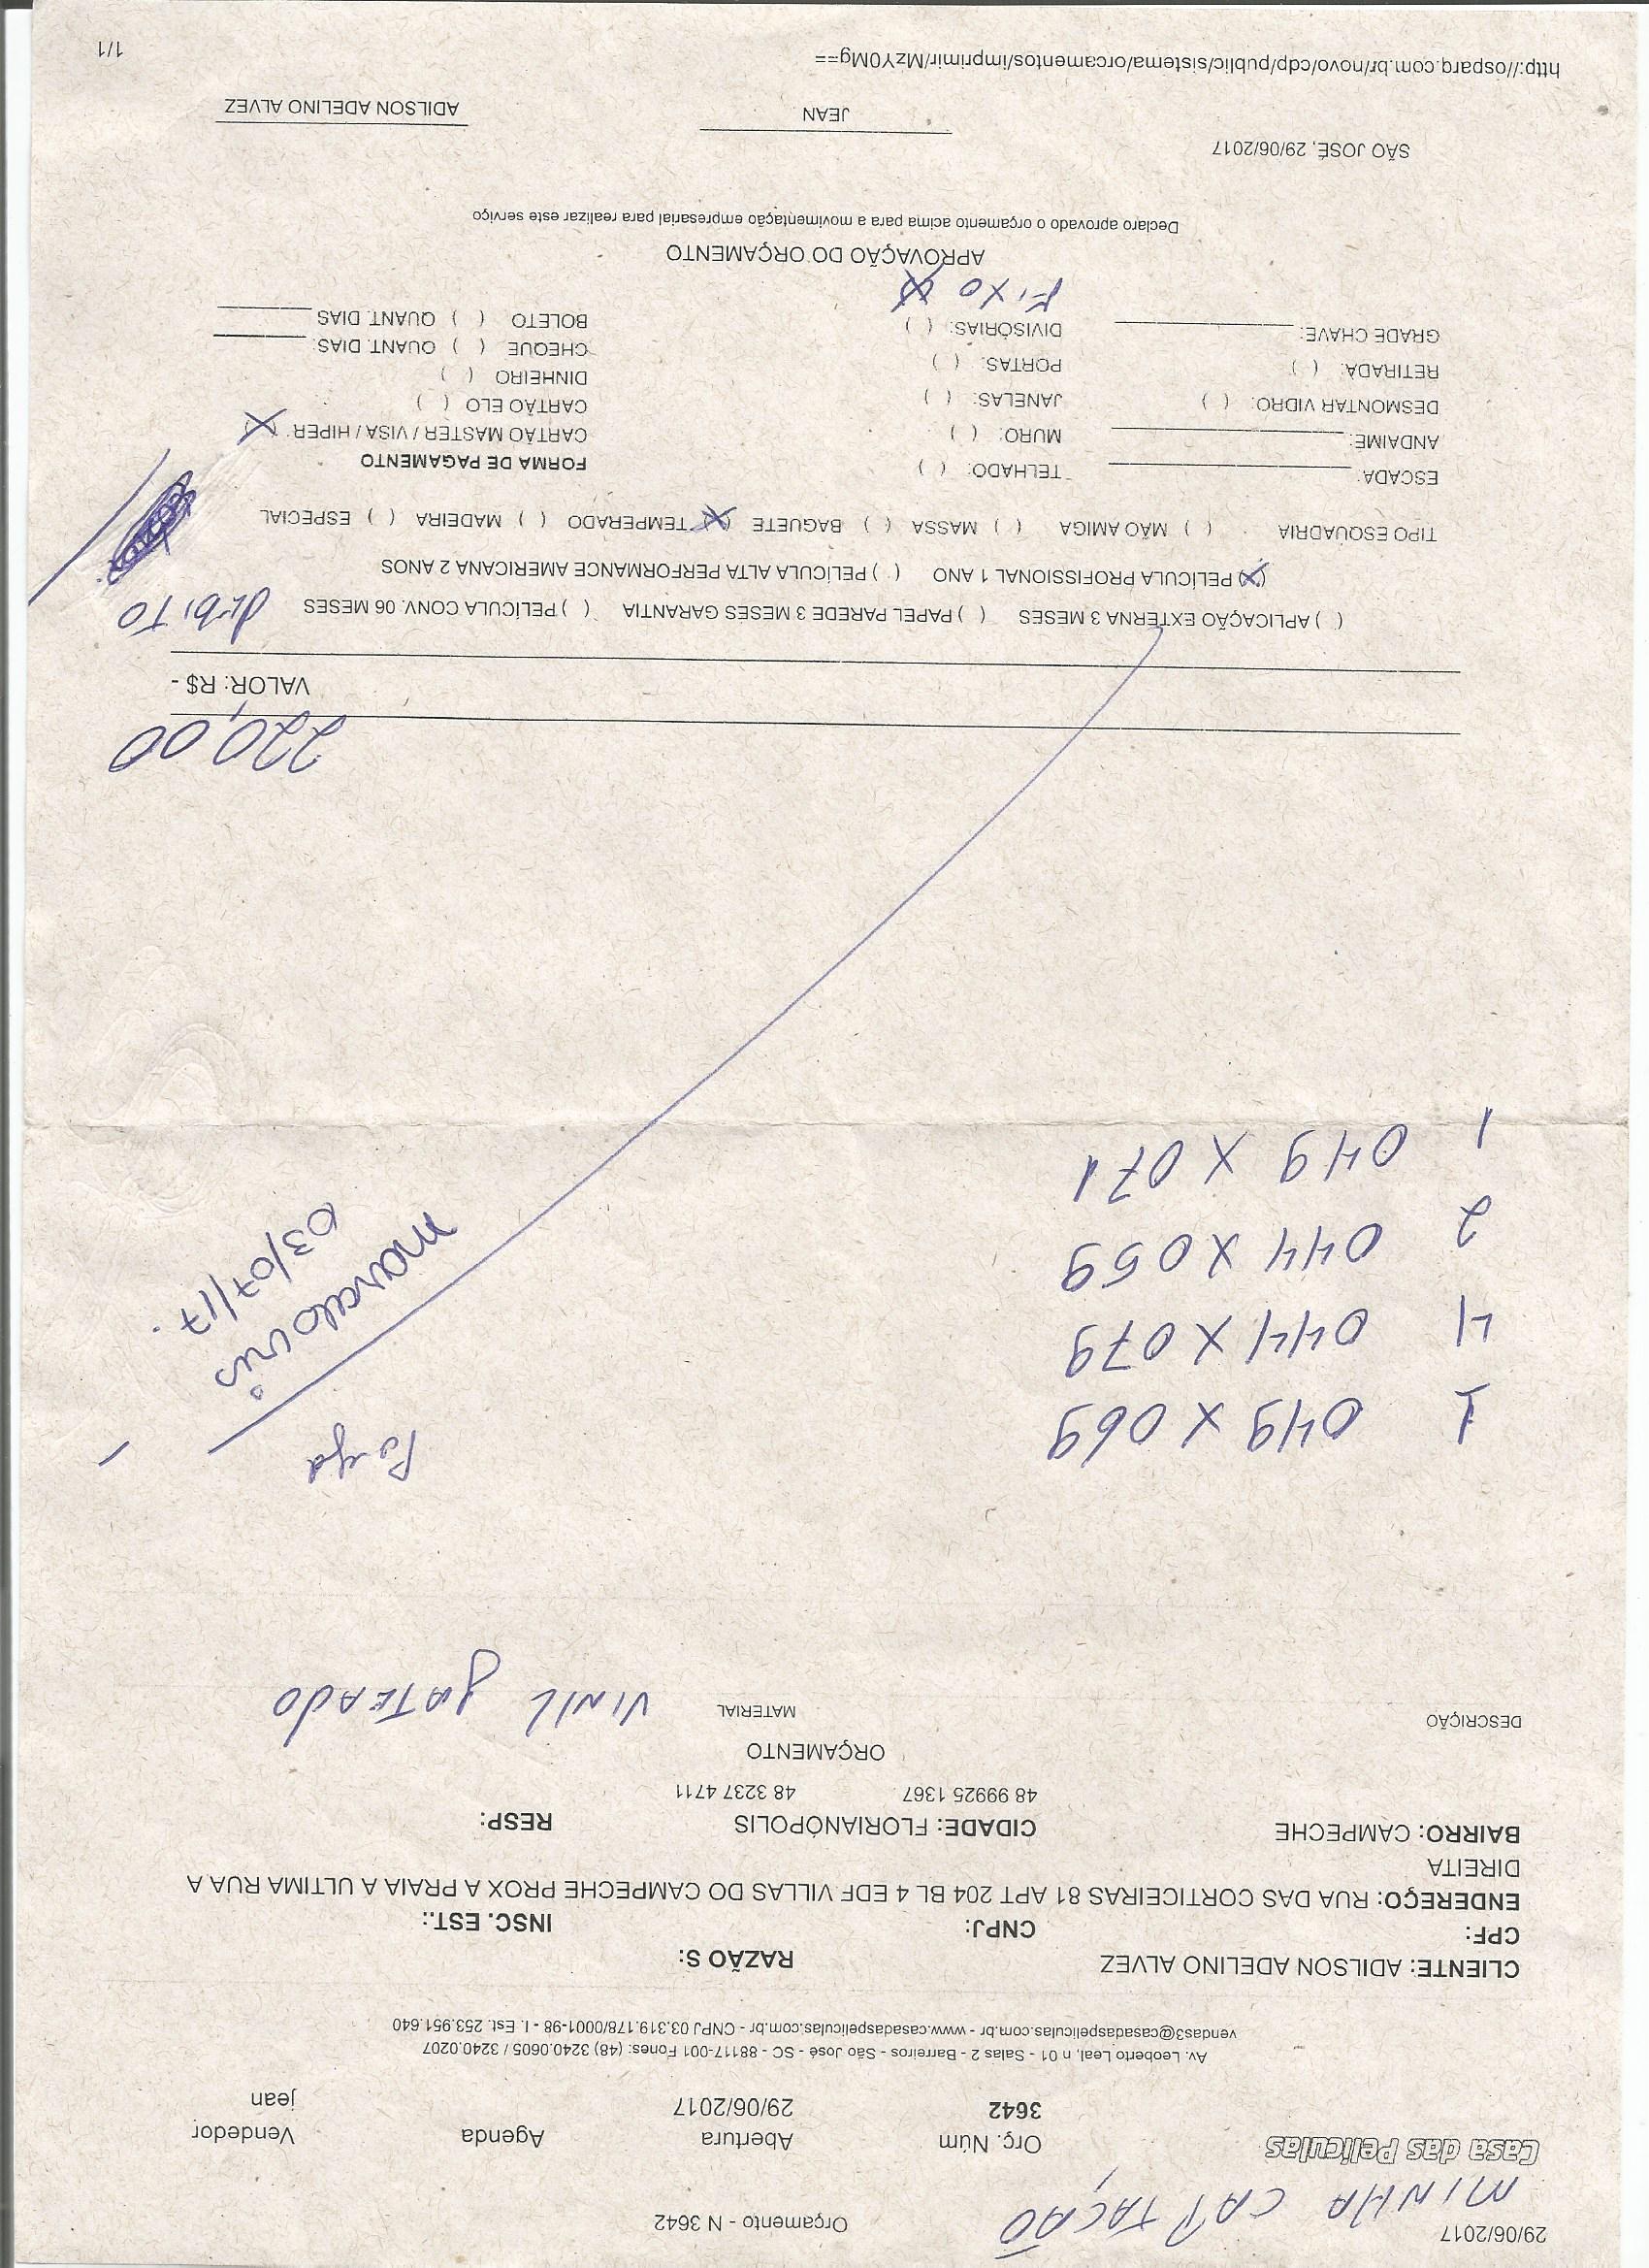 29/06/2017 Orçamento - N 3642
MINHA CAPTAÇÃO
Casa das Películas
Orç. Núm Abertura Agenda Vendedor
3642 29/06/2017 jean
Av. Leoberto Leal, n 01 - Salas 2 - Barreiros - São José - SC - 88117-001 Fones: (48) 3240.0605 / 3240.0207
vendas3@casadaspeliculas.com.br - www.casadaspeliculas.com.br - CNPJ 03.319.178/0001-98 - I. Est. 253.951.640
CLIENTE: ADILSON ADELINO ALVEZ RAZÃO S:
CPF: CNPJ: INSC. EST.:
ENDEREÇO: RUA DAS CORTICEIRAS 81 APT 204 BL 4 EDF VILLAS DO CAMPECHE PROX A PRAIA A ULTIMA RUA A
DIREITA
BAIRRO: CAMPECHE CIDADE: FLORIANÓPOLIS RESP:
48 99925 1367 48 3237 4711
ORÇAMENTO
DESCRIÇÃO MATERIAL VINIL JATEADO
1 049 X 069
4 044 X 079
2 044 X 059
1 049 X 071
03/07/17.
220,00
VALOR: R$ -
( ) APLICAÇÃO EXTERNA 3 MESES ( ) PAPEL PAREDE 3 MESES GARANTIA ( ) PELÍCULA CONV. 06 MESES débito
(X) PELÍCULA PROFISSIONAL 1 ANO ( ) PELÍCULA ALTA PERFORMANCE AMERICANA 2 ANOS
TIPO ESQUADRIA ( ) MÃO AMIGA ( ) MASSA ( ) BAGUETE (X) TEMPERADO ( ) MADEIRA ( ) ESPECIAL
ESCADA: TELHADO: ( ) FORMA DE PAGAMENTO
ANDAIME: MURO: ( ) CARTÃO MASTER / VISA / HIPER (X)
DESMONTAR VIDRO: ( ) JANELAS: ( ) CARTÃO ELO ( )
RETIRADA: ( ) PORTAS: ( ) DINHEIRO ( )
GRADE CHAVE: DIVISÓRIAS: ( ) CHEQUE ( ) QUANT. DIAS:
FIXO X BOLETO ( ) QUANT. DIAS
APROVAÇÃO DO ORÇAMENTO
Declaro aprovado o orçamento acima para a movimentação empresarial para realizar este serviço
SÃO JOSÉ, 29/06/2017
JEAN ADILSON ADELINO ALVEZ
http://osparq.com.br/novo/cdp/public/sistema/orcamentos/imprimir/MzY0Mg== 1/1